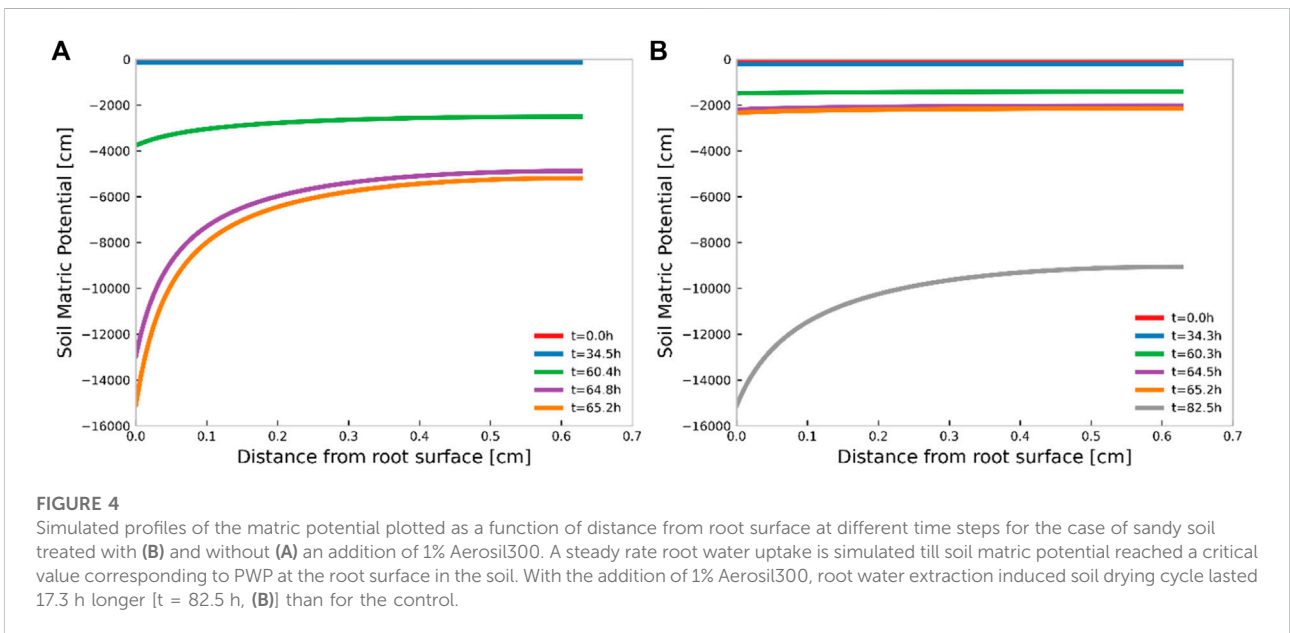 A
B
0
−2000
−4000
−6000
−8000
−10000
−12000
−14000
−16000
Soil Matric Potential [cm]
t=0.0h
t=34.5h
t=60.4h
t=64.8h
t=65.2h
0.0 0.1 0.2 0.3 0.4 0.5 0.6 0.7
Distance from root surface [cm]
0
−2000
−4000
−6000
−8000
−10000
−12000
−14000
−16000
Soil Matric Potential [cm]
t=0.0h
t=34.3h
t=60.3h
t=64.5h
t=65.2h
t=82.5h
0.0 0.1 0.2 0.3 0.4 0.5 0.6 0.7
Distance from root surface [cm]
FIGURE 4
Simulated profiles of the matric potential plotted as a function of distance from root surface at different time steps for the case of sandy soil
treated with (B) and without (A) an addition of 1% Aerosil300. A steady rate root water uptake is simulated till soil matric potential reached a critical
value corresponding to PWP at the root surface in the soil. With the addition of 1% Aerosil300, root water extraction induced soil drying cycle lasted
17.3 h longer [t = 82.5 h, (B)] than for the control.